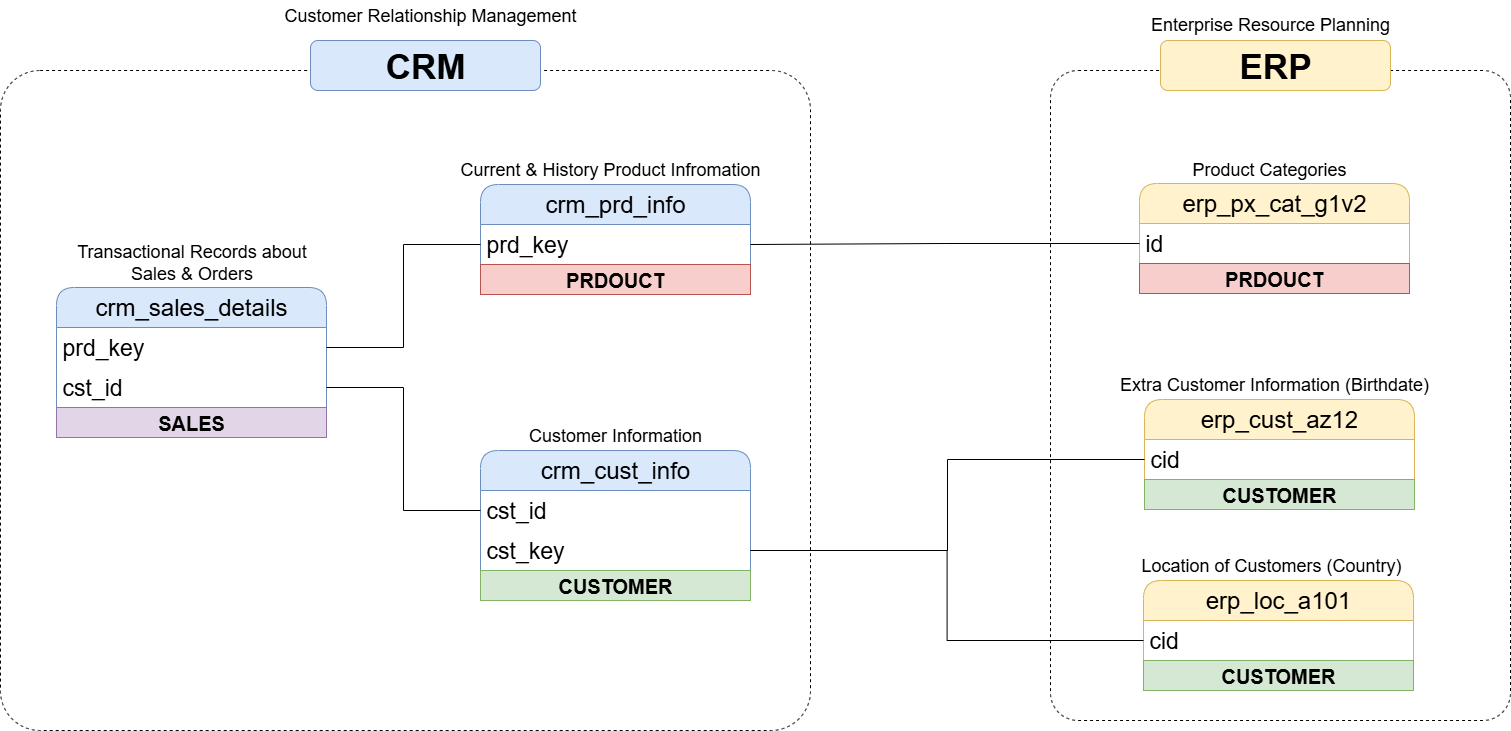 Customer Relationship Management
CRM
Enterprise Resource Planning
ERP
Transactional Records about
Sales & Orders
crm_sales_details
prd_key
cst_id
SALES
Current & History Product Infromation
crm_prd_info
prd_key
PRDOUCT
Customer Information
crm_cust_info
cst_id
cst_key
CUSTOMER
Product Categories
erp_px_cat_g1v2
id
PRDOUCT
Extra Customer Information (Birthdate)
erp_cust_az12
cid
CUSTOMER
Location of Customers (Country)
erp_loc_a101
cid
CUSTOMER